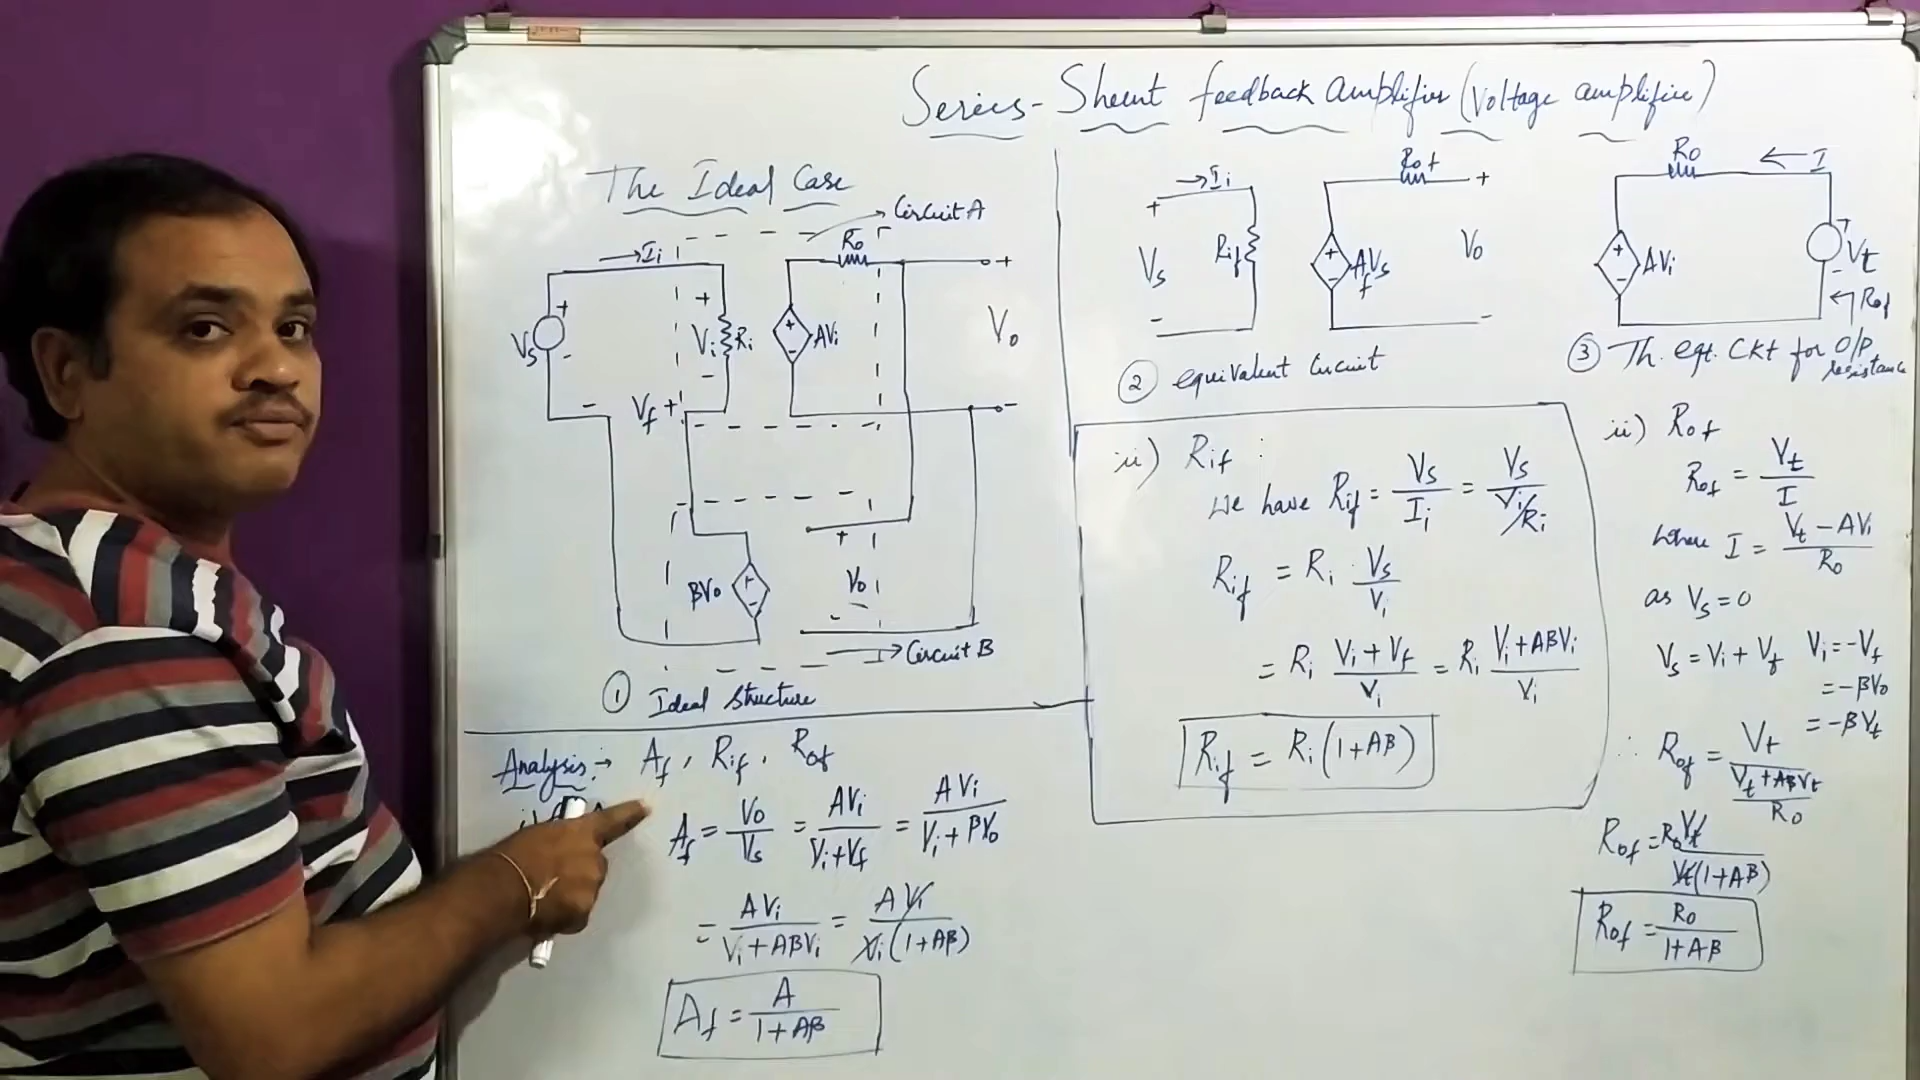 Series-Shunt feedback amplifier (Voltage amplifier)
The Ideal Case
Circuit A
Ii
Ro
+
+
+
Vs
-
Vi
Ri
+
-
AVi
Vo
-
-
Vf +
-
+
βVo
+
-
Vo
-
Circuit B
① Ideal Structure
Analysis:→ Af, Rif, Rof
Af = Vo/Vs = AVi/(Vi+Vf) = AVi/(Vi+βVo)
= AVi/(Vi+AβVi) = AVi/(Vi(1+Aβ))
Af = A/(1+Aβ)
→Ii
+
Vs
-
Rif
Rof
+
+
-
AfVs
Vo
-
② equivalent Circuit
ii) Rif :
We have Rif = Vs/Ii = Vs/(Vi/Ri)
Rif = Ri · Vs/Vi
= Ri (Vi+Vf)/Vi = Ri (Vi+AβVi)/Vi
Rif = Ri(1+Aβ)
Ro
← I
+
-
AVi
+
Vt
-
Rof
③ Th. eqt. Ckt for O/P
resistance
iii) Rof
Rof = Vt/I
where I = (Vt-AVi)/Ro
as Vs=0
Vs = Vi + Vf Vi = -Vf
= -βVo
= -βVt
∴ Rof = Vt/((Vt+AβVt)/Ro)
Rof = RoVt/(Vt(1+Aβ))
Rof = Ro/(1+Aβ)